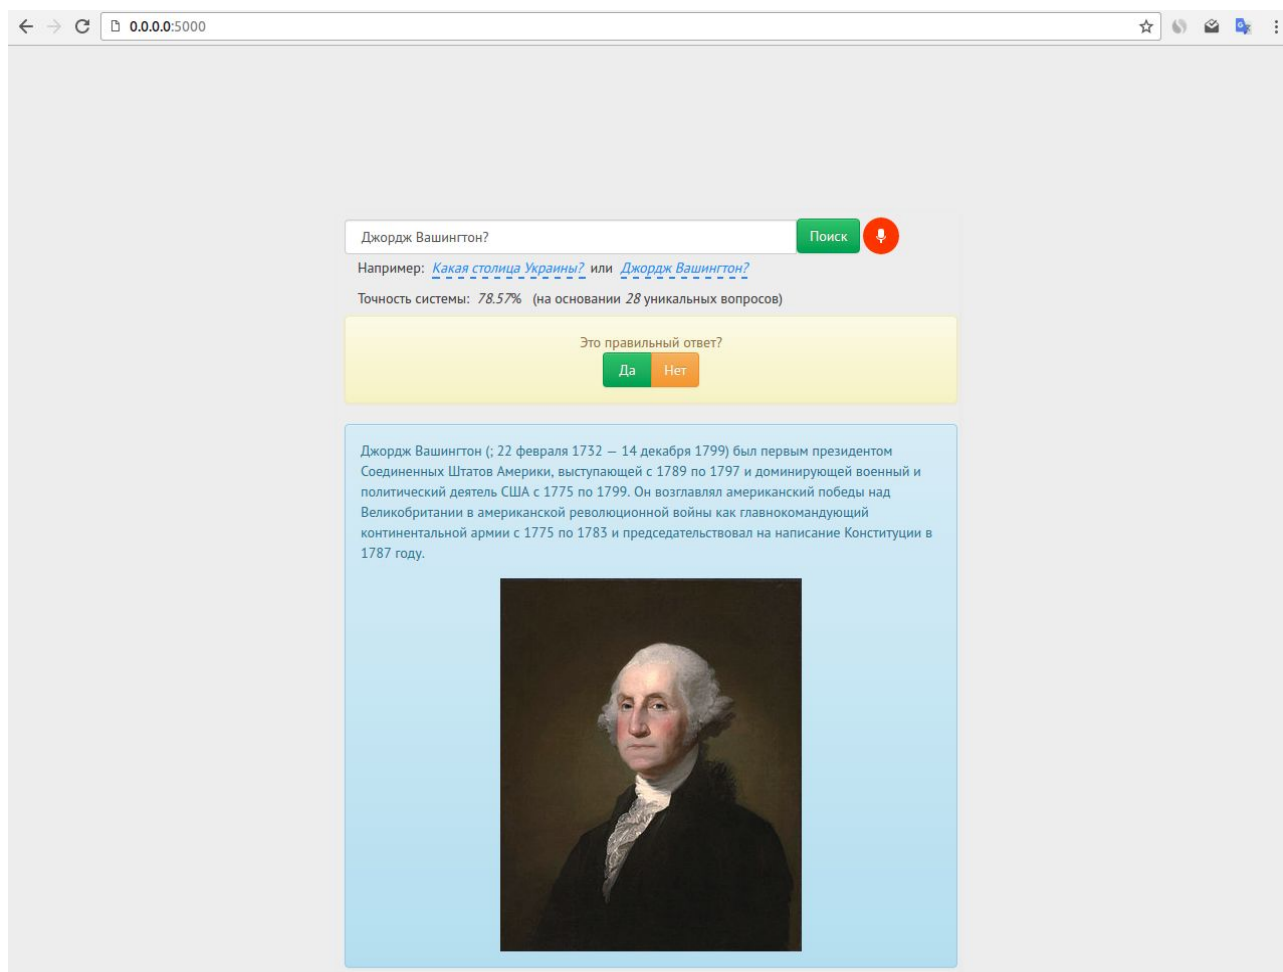 0.0.0.0:5000
Джордж Вашингтон? Поиск
Например: Какая столица Украины? или Джордж Вашингтон?
Точность системы: 78.57% (на основании 28 уникальных вопросов)
Это правильный ответ?
Да Нет
Джордж Вашингтон (; 22 февраля 1732 — 14 декабря 1799) был первым президентом
Соединенных Штатов Америки, выступающей с 1789 по 1797 и доминирующей военный и
политический деятель США с 1775 по 1799. Он возглавлял американский победы над
Великобритании в американской революционной войны как главнокомандующий
континентальной армии с 1775 по 1783 и председательствовал на написание Конституции в
1787 году.